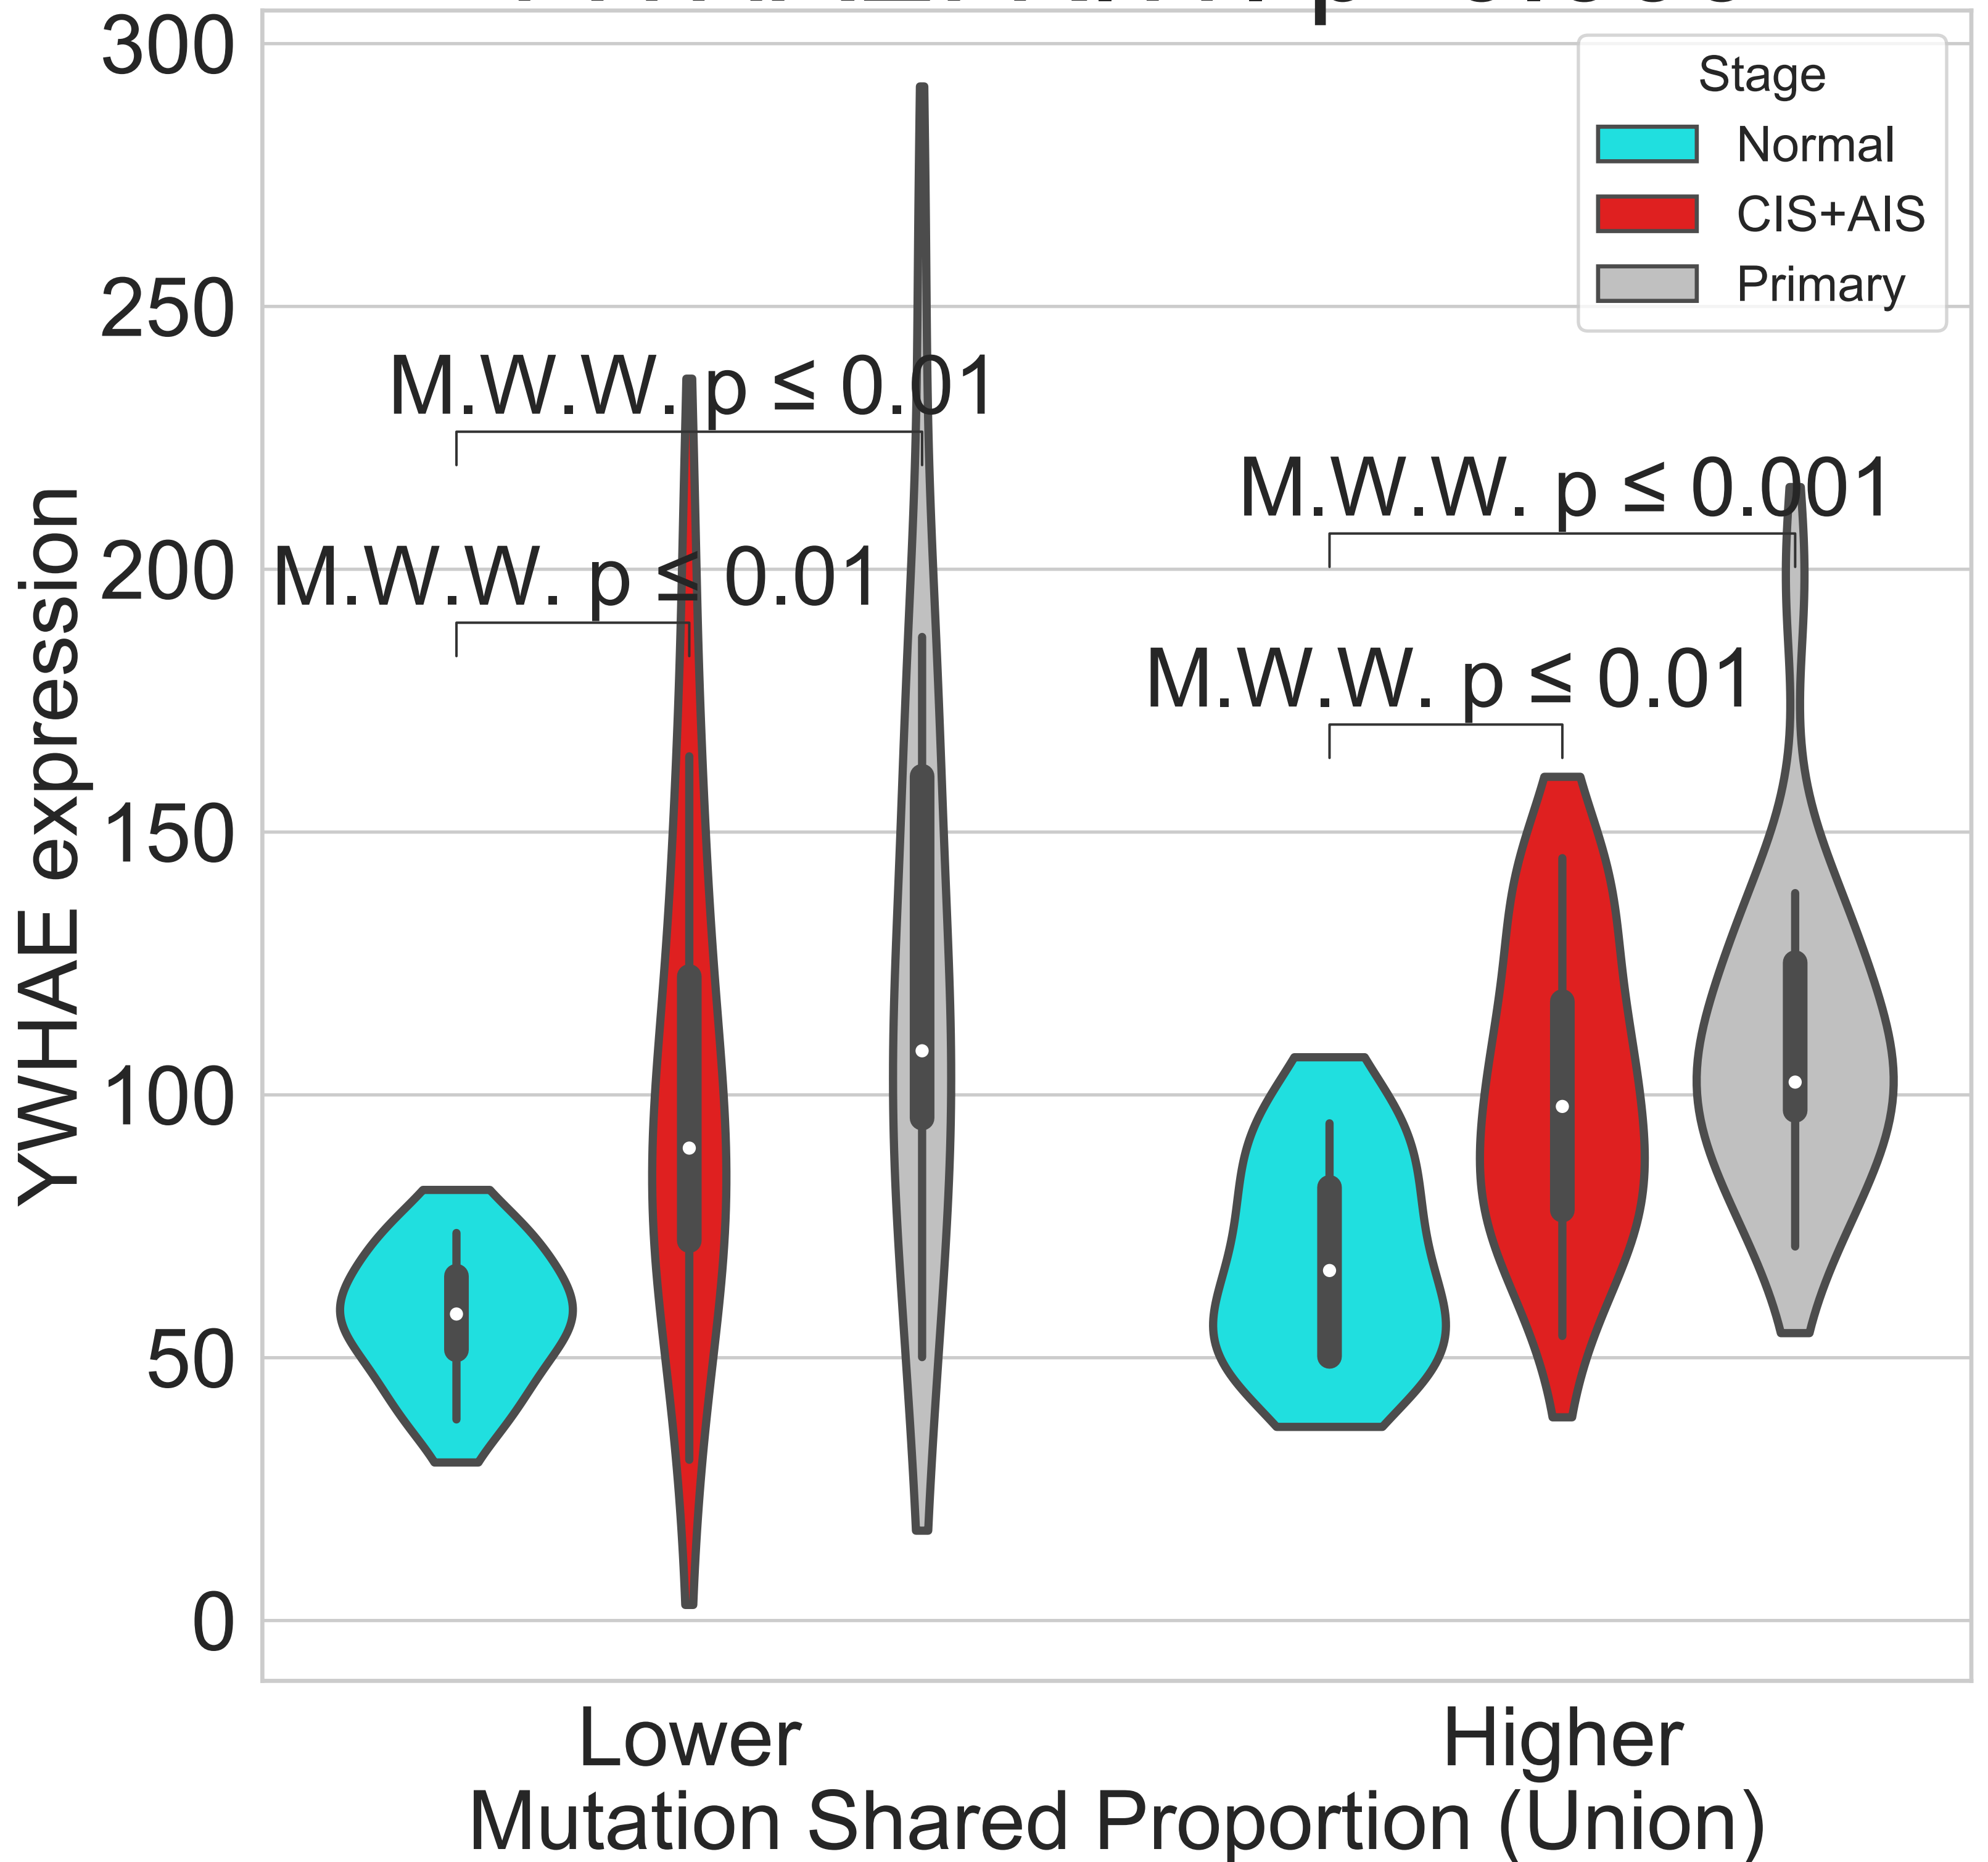 300
250
200
150
100
50
0
YWHAE expression
Stage
Normal
CIS+AIS
Primary
M.W.W. p ≤ 0.01
M.W.W. p ≤ 0.01
M.W.W. p ≤ 0.001
M.W.W. p ≤ 0.01
Lower
Higher
Mutation Shared Proportion (Union)